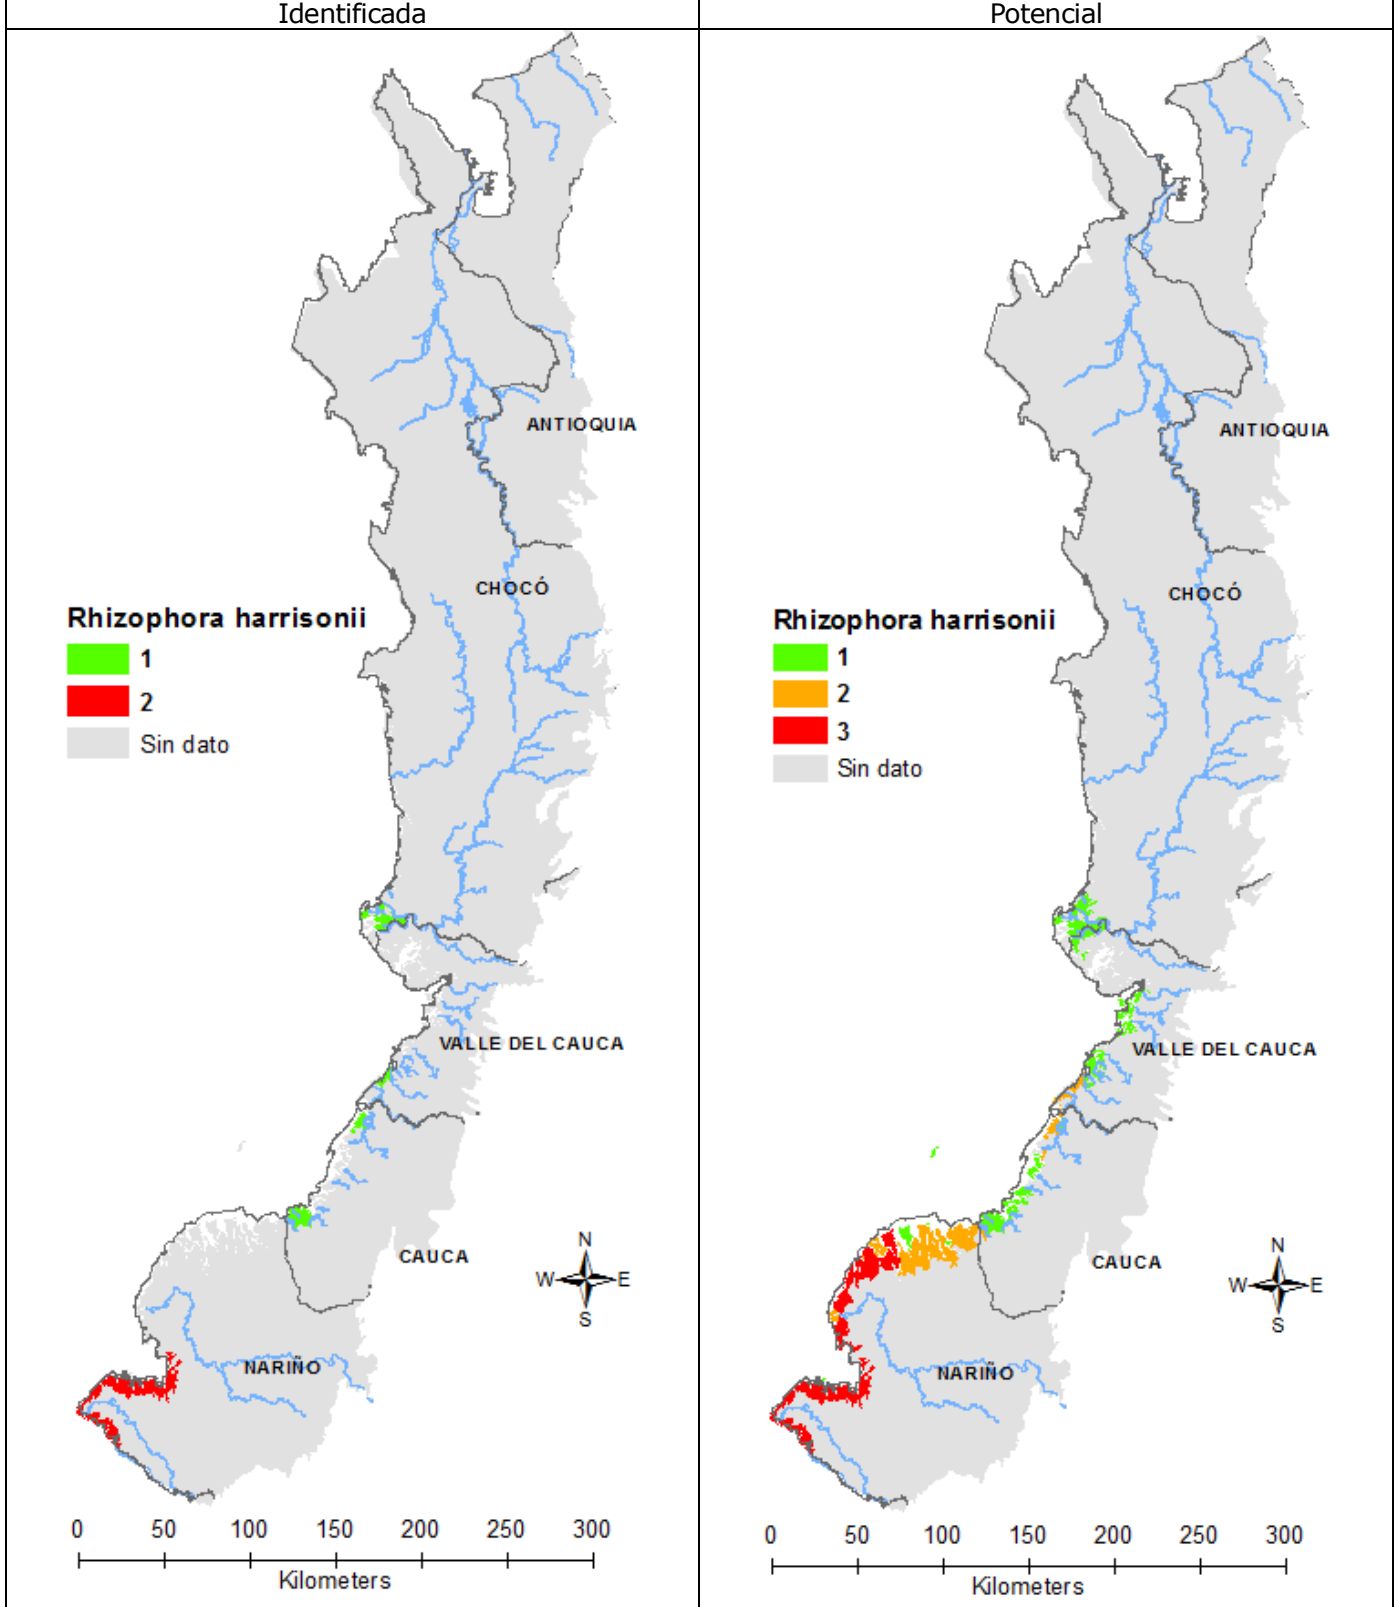 Identificada
Potencial
ANTIOQUIA
CHOCÓ
Rhizophora harrisonii
1
2
Sin dato
VALLE DEL CAUCA
CAUCA
NARIÑO
N
W E
S
0 50 100 150 200 250 300
Kilometers
ANTIOQUIA
CHOCÓ
Rhizophora harrisonii
1
2
3
Sin dato
VALLE DEL CAUCA
CAUCA
NARIÑO
N
W E
S
0 50 100 150 200 250 300
Kilometers